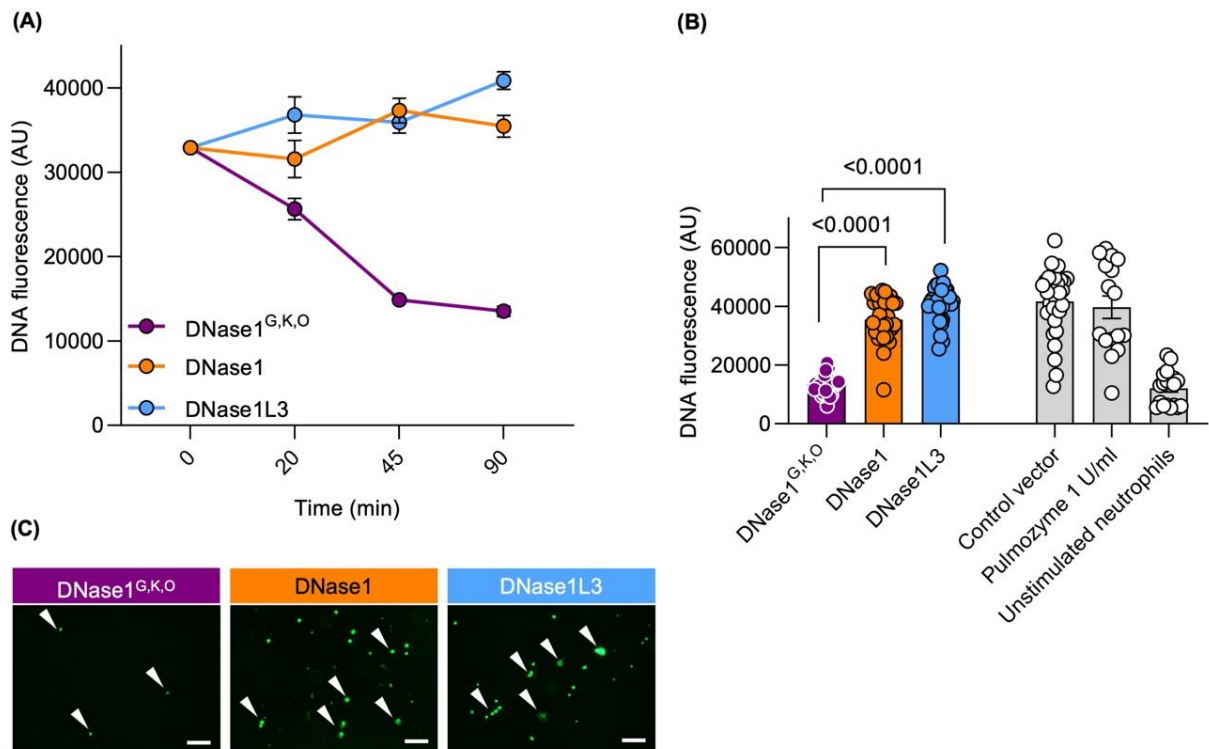 (A)
DNA fluorescence (AU)
40000
30000
20000
10000
0
DNase1G,K,O
DNase1
DNase1L3
0
20
45
90
Time (min)
(B)
DNA fluorescence (AU)
<0.0001
<0.0001
60000
40000
20000
0
DNase1G,K,O
DNase1
DNase1L3
Control vector
Pulmozyme 1 U/ml
Unstimulated neutrophils
(C)
DNase1G,K,O
DNase1
DNase1L3